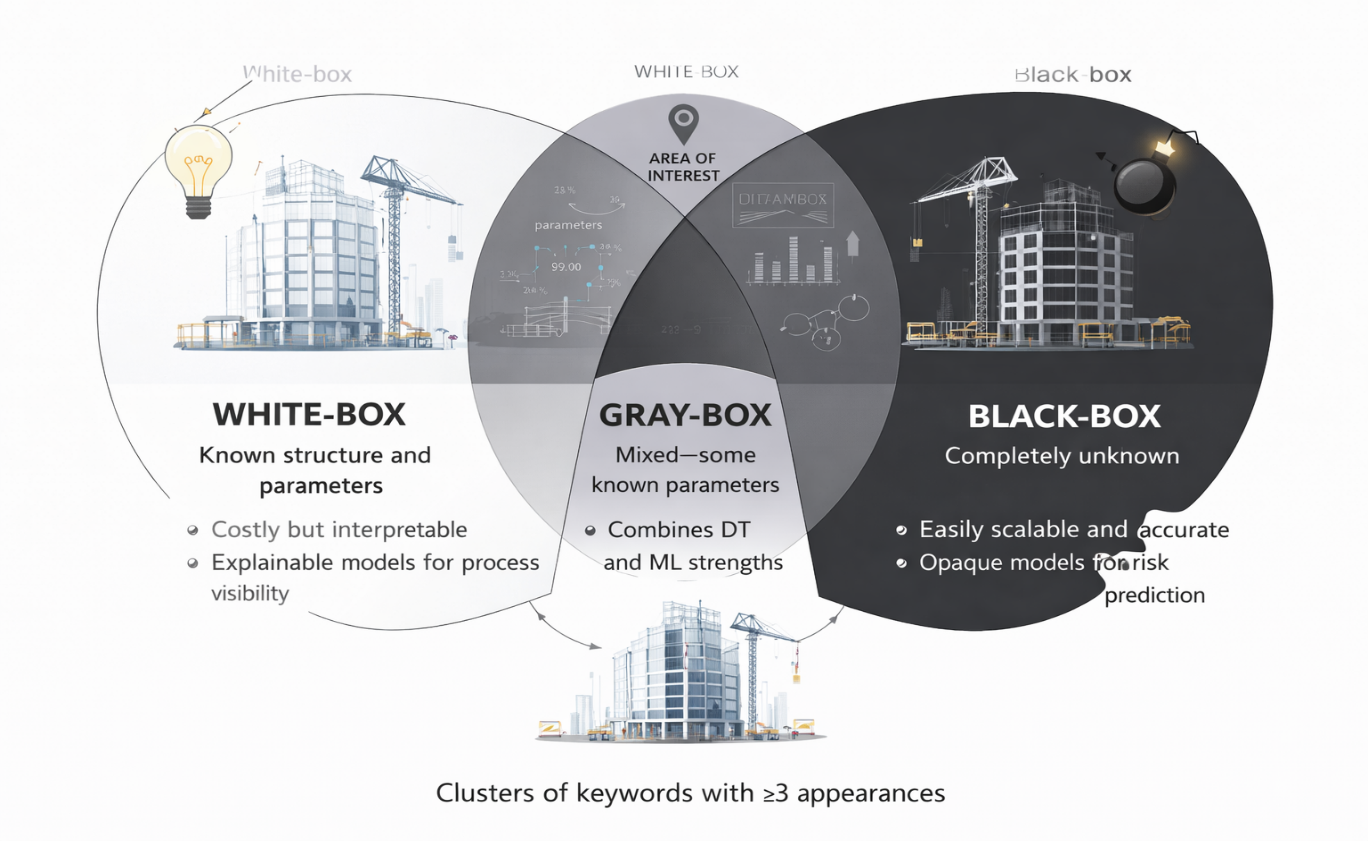 White-box
WHITE-BOX
Black-box
AREA OF
INTEREST
28.%
parameters
99.00
WHITE-BOX
Known structure and
parameters
Costly but interpretable
Explainable models for process
visibility
GRAY-BOX
Mixed—some
known parameters
Combines DT
and ML strengths
BLACK-BOX
Completely unknown
Easily scalable and accurate
Opaque models for risk
prediction
Clusters of keywords with ≥3 appearances